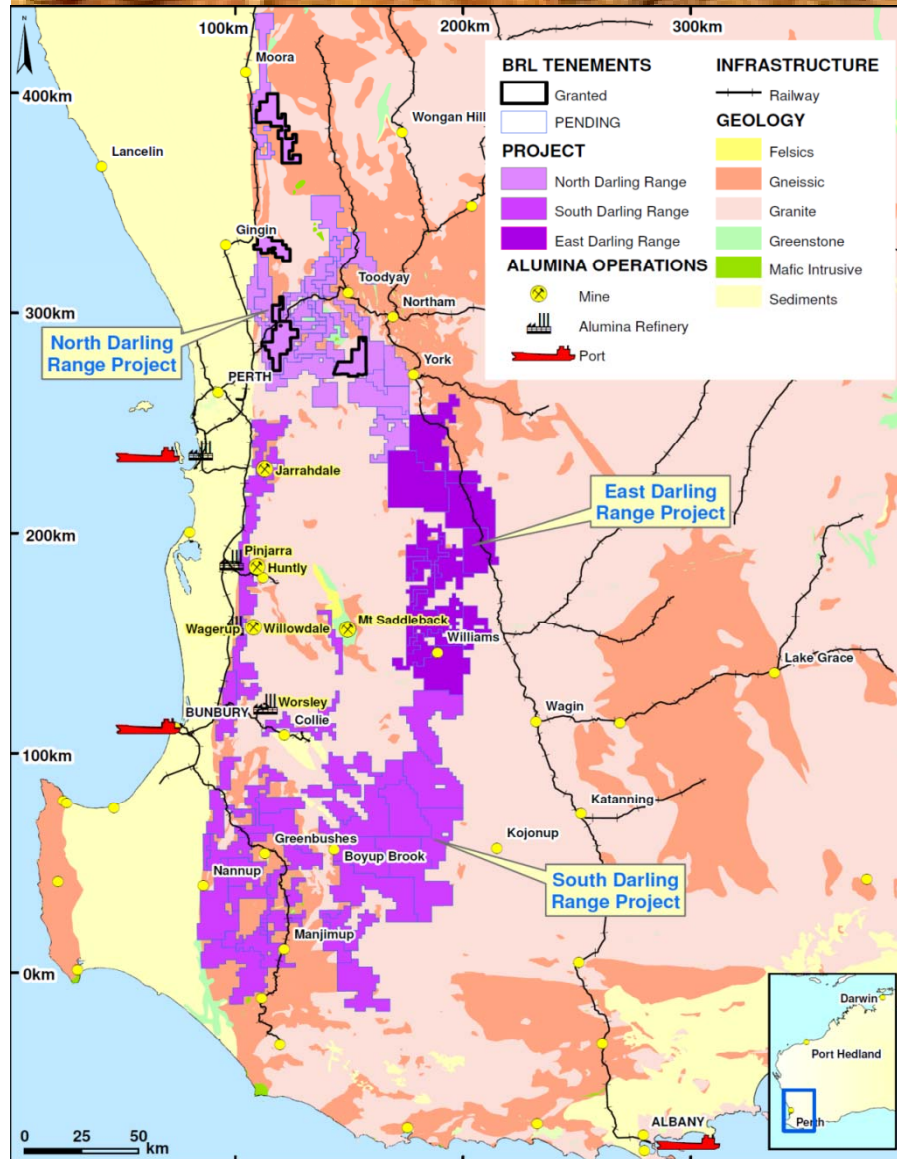 100km
200km
300km
N
Moora
400km
Wongan Hill
Lancelin
Gingin
Toodyay
300km
Northam
North Darling
Range Project
York
PERTH
Jarrahdale
East Darling
Range Project
200km
Pinjarra
Huntly
Wagerup
Willowdale
Mt Saddleback
Williams
Lake Grace
Worsley
BUNBURY
Collie
Wagin
100km
Katanning
Greenbushes
Kojonup
Boyup Brook
Nannup
South Darling
Range Project
Manjimup
0km
ALBANY
0 25 50
km
BRL TENEMENTS
Granted
PENDING
PROJECT
North Darling Range
South Darling Range
East Darling Range
ALUMINA OPERATIONS
Mine
Alumina Refinery
Port
INFRASTRUCTURE
Railway
GEOLOGY
Felsics
Gneissic
Granite
Greenstone
Mafic Intrusive
Sediments
Darwin
Port Hedland
Perth